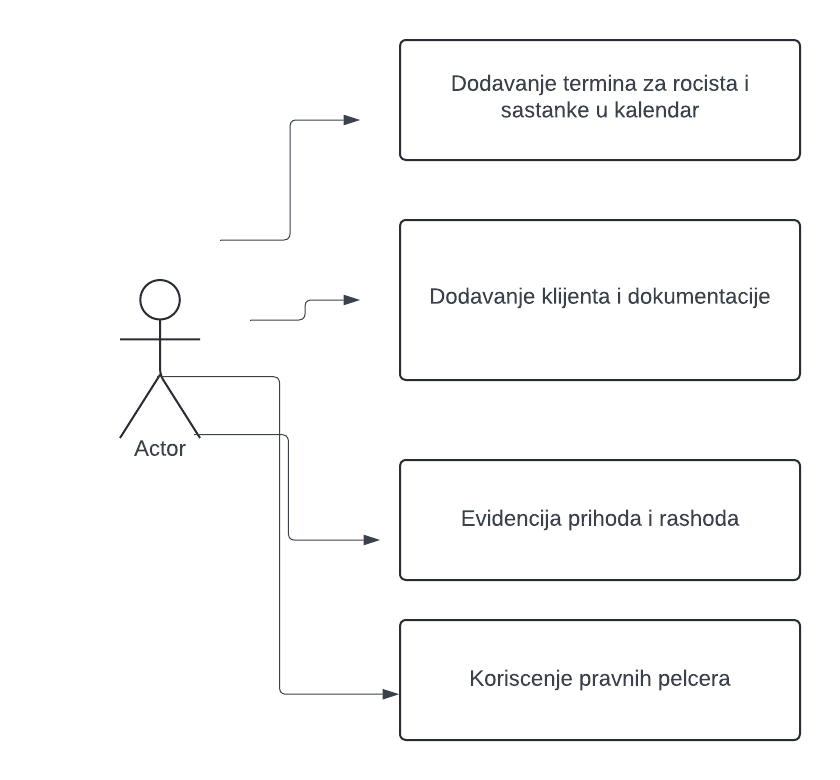 Dodavanje termina za rocista i
sastanke u kalendar
Dodavanje klijenta i dokumentacije
Actor
Evidencija prihoda i rashoda
Koriscenje pravnih pelcera